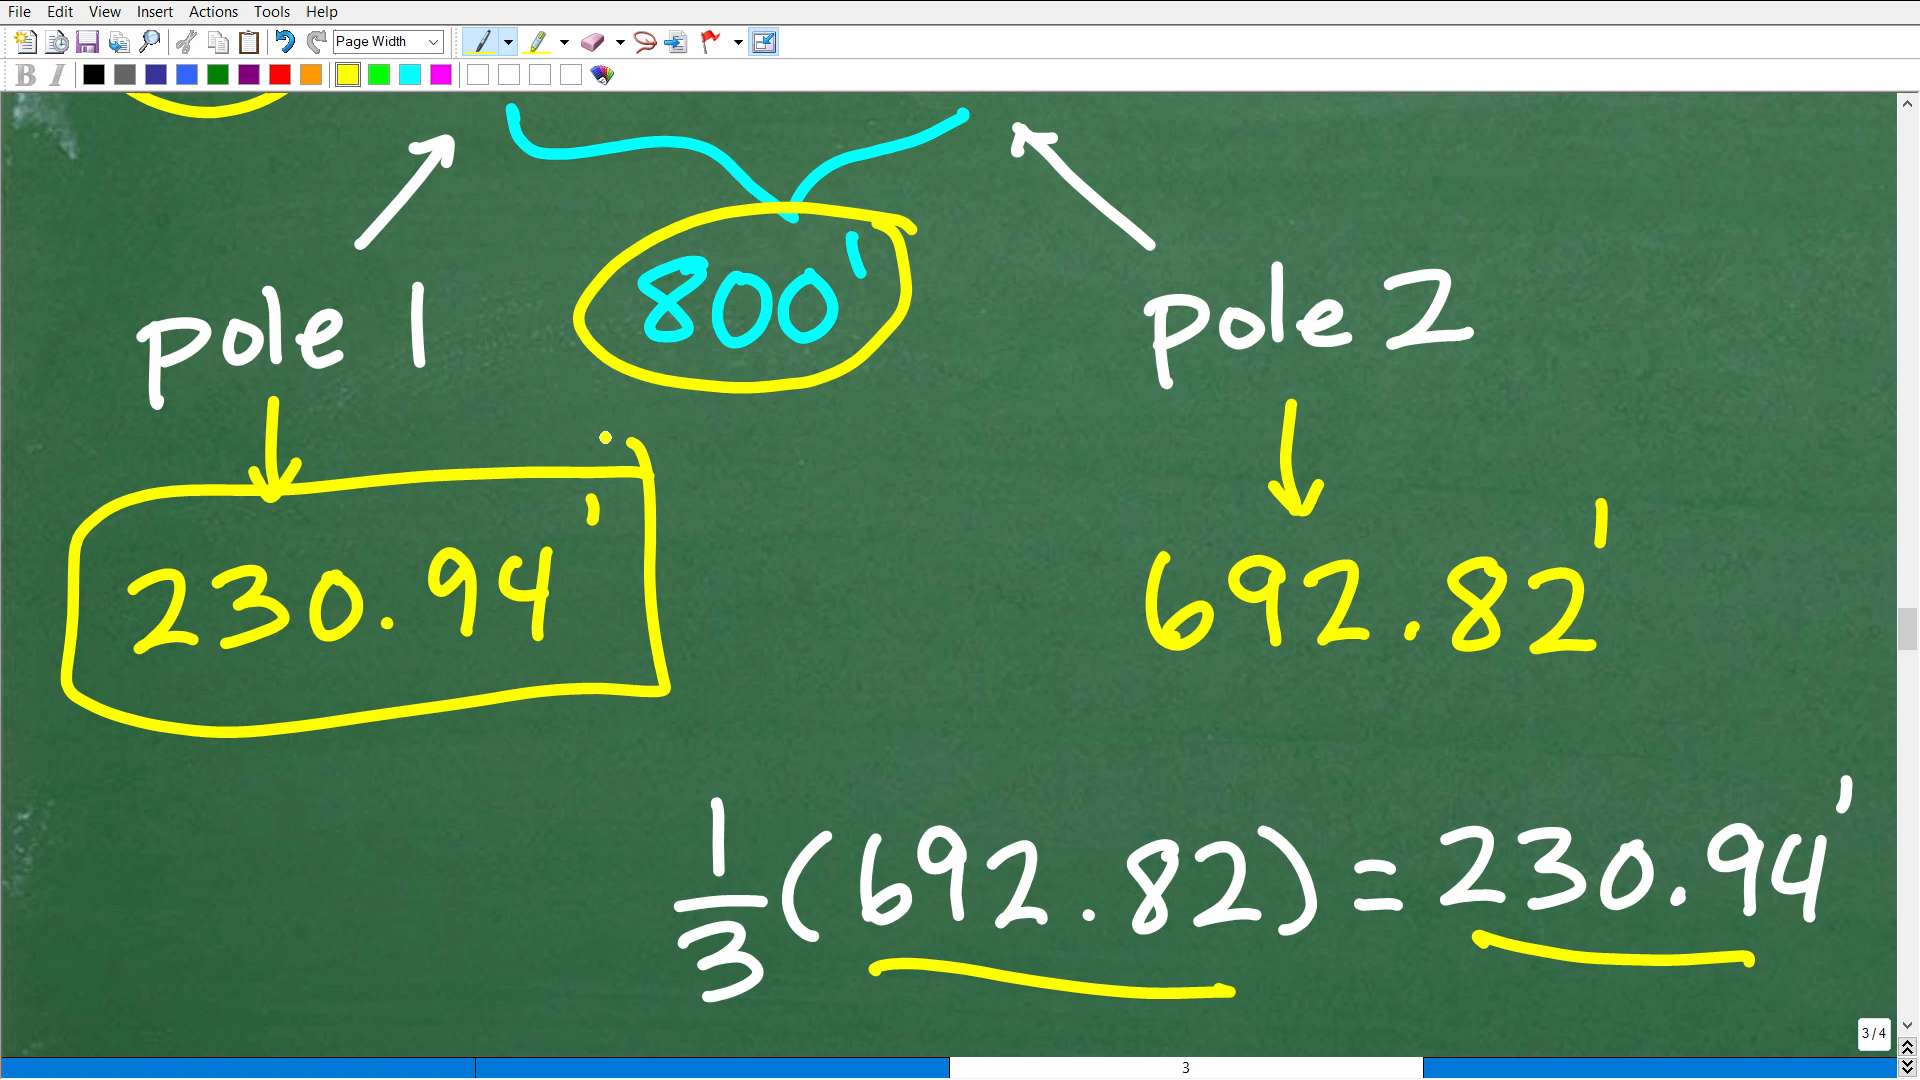 File Edit View Insert Actions Tools Help
Page Width
B I
800'
pole 1
pole 2
230.94'
692.82'
1/3(692.82) = 230.94'
3/4
3